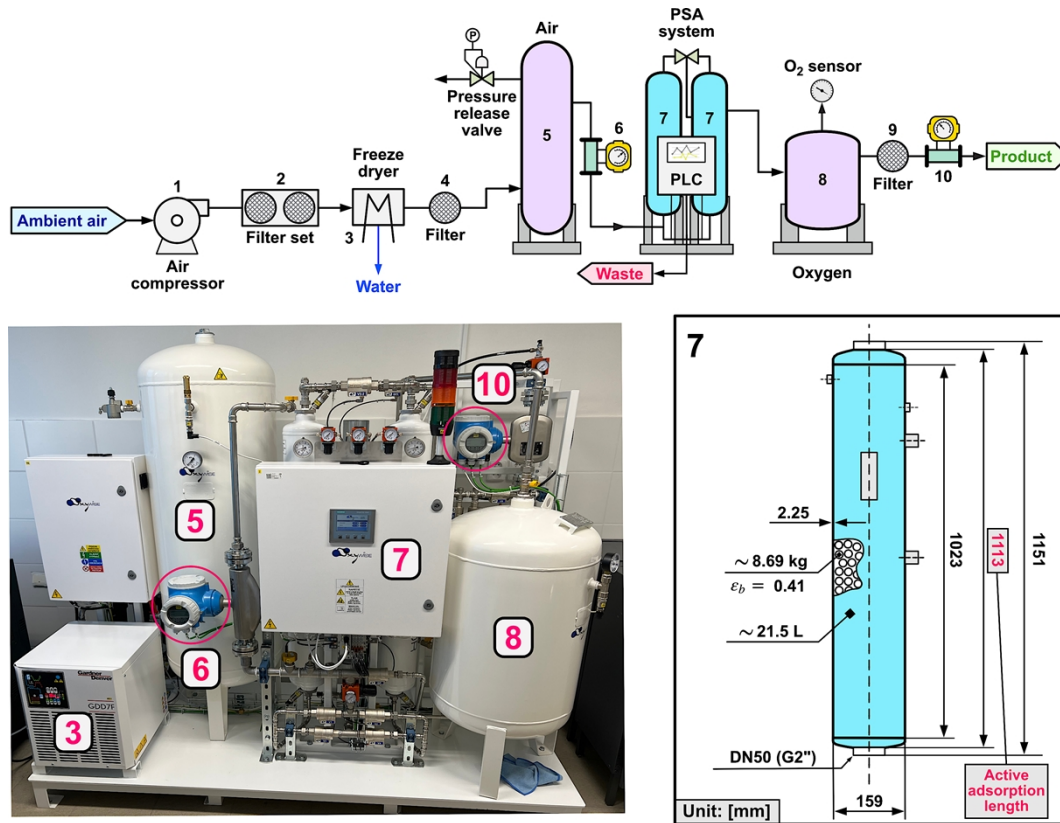 PSA
system
Air
O₂ sensor
P
Pressure
release
valve
5
6
7
7
PLC
8
9
Filter
10
Product
Freeze
dryer
1
2
4
Ambient air
3
Filter set
Filter
Air
compressor
Water
Waste
Oxygen
10
5
7
6
8
3
Gardner
Denver
GDD7F
7
2.25
~ 8.69 kg
εb = 0.41
~ 21.5 L
1023
1113
1151
DN50 (G2")
159
Active
adsorption
length
Unit: [mm]